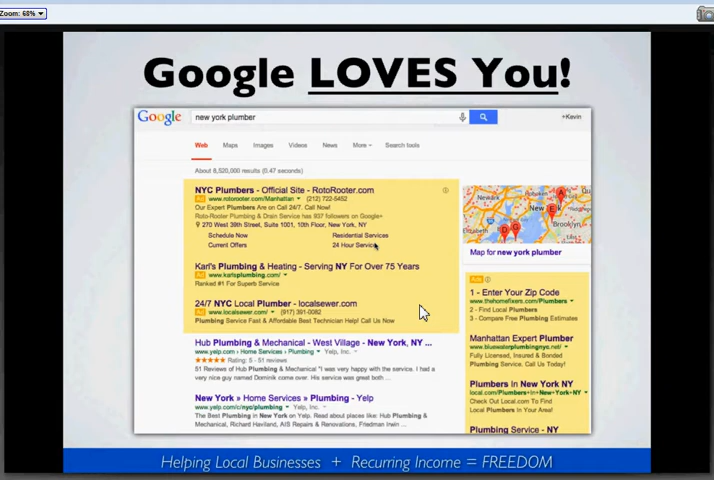 Zoom: 68%
Google LOVES You!
Google
new york plumber
+Kevin
Web Maps Images Videos News More Search tools
About 8,520,000 results (0.47 seconds)
NYC Plumbers - Official Site - RotoRooter.com
Ad www.rotorooter.com/Manhattan (212) 722-5452
Our Expert Plumbers Are on Call 24/7. Call Now!
Roto-Rooter Plumbing & Drain Service has 937 followers on Google+
270 West 39th Street, Suite 1001, 10th Floor, New York, NY
Schedule Now Residential Services
Current Offers 24 Hour Service
Karl's Plumbing & Heating - Serving NY For Over 75 Years
Ad www.karlsplumbing.com/
Ranked #1 For Superb Service
24/7 NYC Local Plumber - localsewer.com
Ad www.localsewer.com/ (917) 391-0082
Plumbing Service Fast & Affordable Best Technician Help! Call Us Now
Hub Plumbing & Mechanical - West Village - New York, NY ...
www.yelp.com › Home Services › Plumbing Yelp, Inc.
Rating: 5 - 51 reviews
51 Reviews of Hub Plumbing & Mechanical "I was very happy with the service. I had a
very nice guy named Dominik come over. His service was great both ...
New York » Home Services » Plumbing - Yelp
www.yelp.com/c/nyc/plumbing Yelp, Inc.
The Best Plumbing in New York on Yelp. Read about places like: Hub Plumbing &
Mechanical, Richard Haviland, AIS Repairs & Renovations, Friedman Irwin ...
New
Elizabeth
Brooklyn
A
E
D
G
Map for new york plumber
Ads
1 - Enter Your Zip Code
www.thehomefixers.com/Plumbers
2 - Find Local Plumbers
3 - Compare Free Plumbing Estimates
Manhattan Expert Plumber
www.bluewaterplumbingnyc.net/
Fully Licensed, Insured & Bonded
Plumbing Service. Call Us Today!
Plumbers In New York NY
local.com/Plumbers+In+New+York+NY
Check Out Local.com To Find
Local Plumbers In Your Area!
Plumbing Service - NY
Helping Local Businesses + Recurring Income = FREEDOM